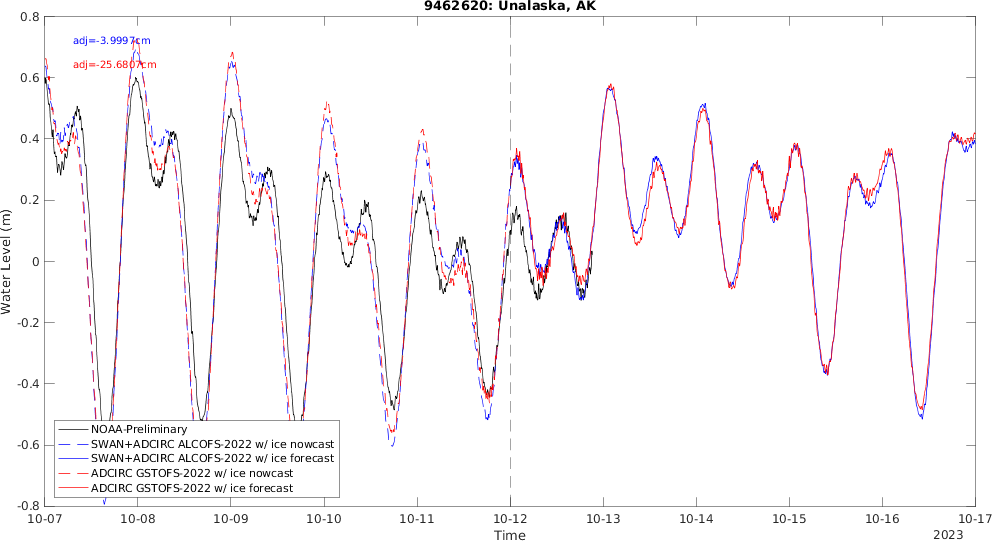 9462620: Unalaska, AK
0.8
adj=-3.9997cm
adj=-25.6807cm
0.6
0.4
0.2
0
-0.2
-0.4
-0.6
-0.8
Water Level (m)
NOAA-Preliminary
SWAN+ADCIRC ALCOFS-2022 w/ ice nowcast
SWAN+ADCIRC ALCOFS-2022 w/ ice forecast
ADCIRC GSTOFS-2022 w/ ice nowcast
ADCIRC GSTOFS-2022 w/ ice forecast
10-07 10-08 10-09 10-10 10-11 10-12 10-13 10-14 10-15 10-16 10-17
Time
2023